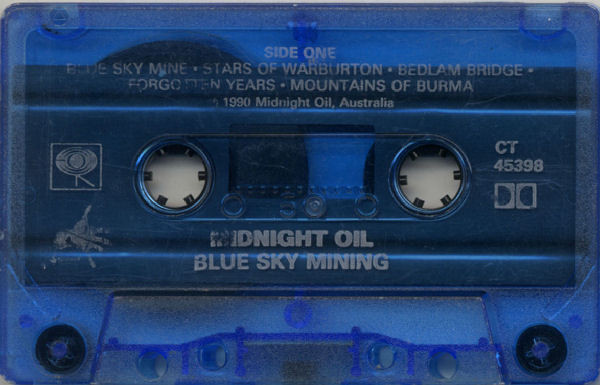 SIDE ONE
BLUE SKY MINE • STARS OF WARBURTON • BEDLAM BRIDGE •
FORGOTTEN YEARS • MOUNTAINS OF BURMA
1990 Midnight Oil, Australia
CT
45398
MIDNIGHT OIL
BLUE SKY MINING